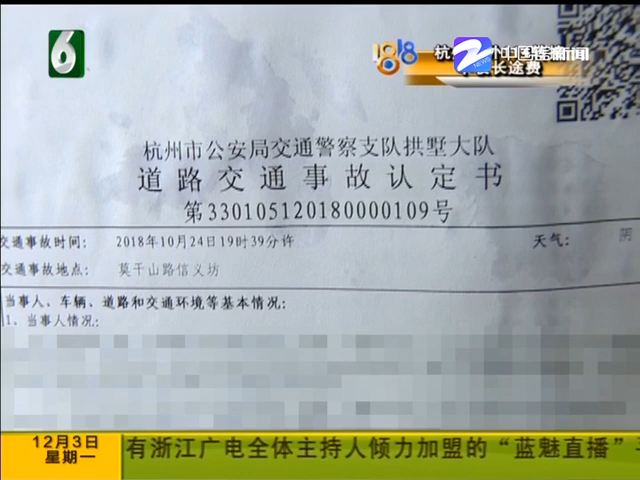 6
1818
NEWS
长途费
杭州市公安局交通警察支队拱墅大队
道路交通事故认定书
第330105120180000109号
交通事故时间： 2018年10月24日19时39分许 天气： 阴
交通事故地点： 莫干山路信义坊
当事人、车辆、道路和交通环境等基本情况：
1、当事人情况：
12月3日
星期一
有浙江广电全体主持人倾力加盟的“蓝魅直播”